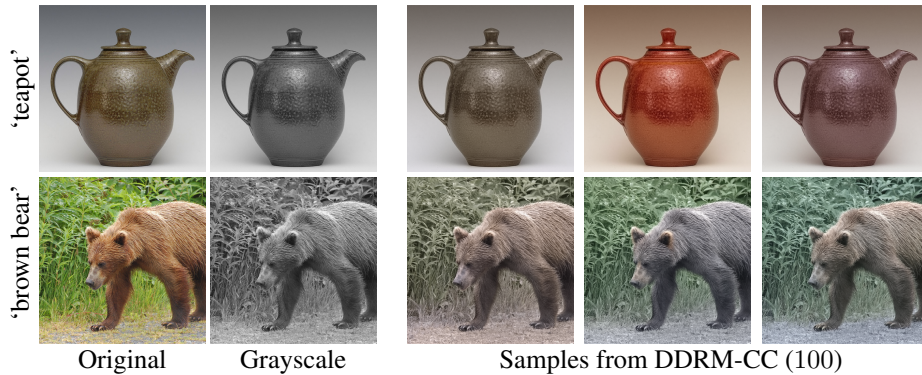 ‘teapot’
‘brown bear’
Original
Grayscale
Samples from DDRM-CC (100)